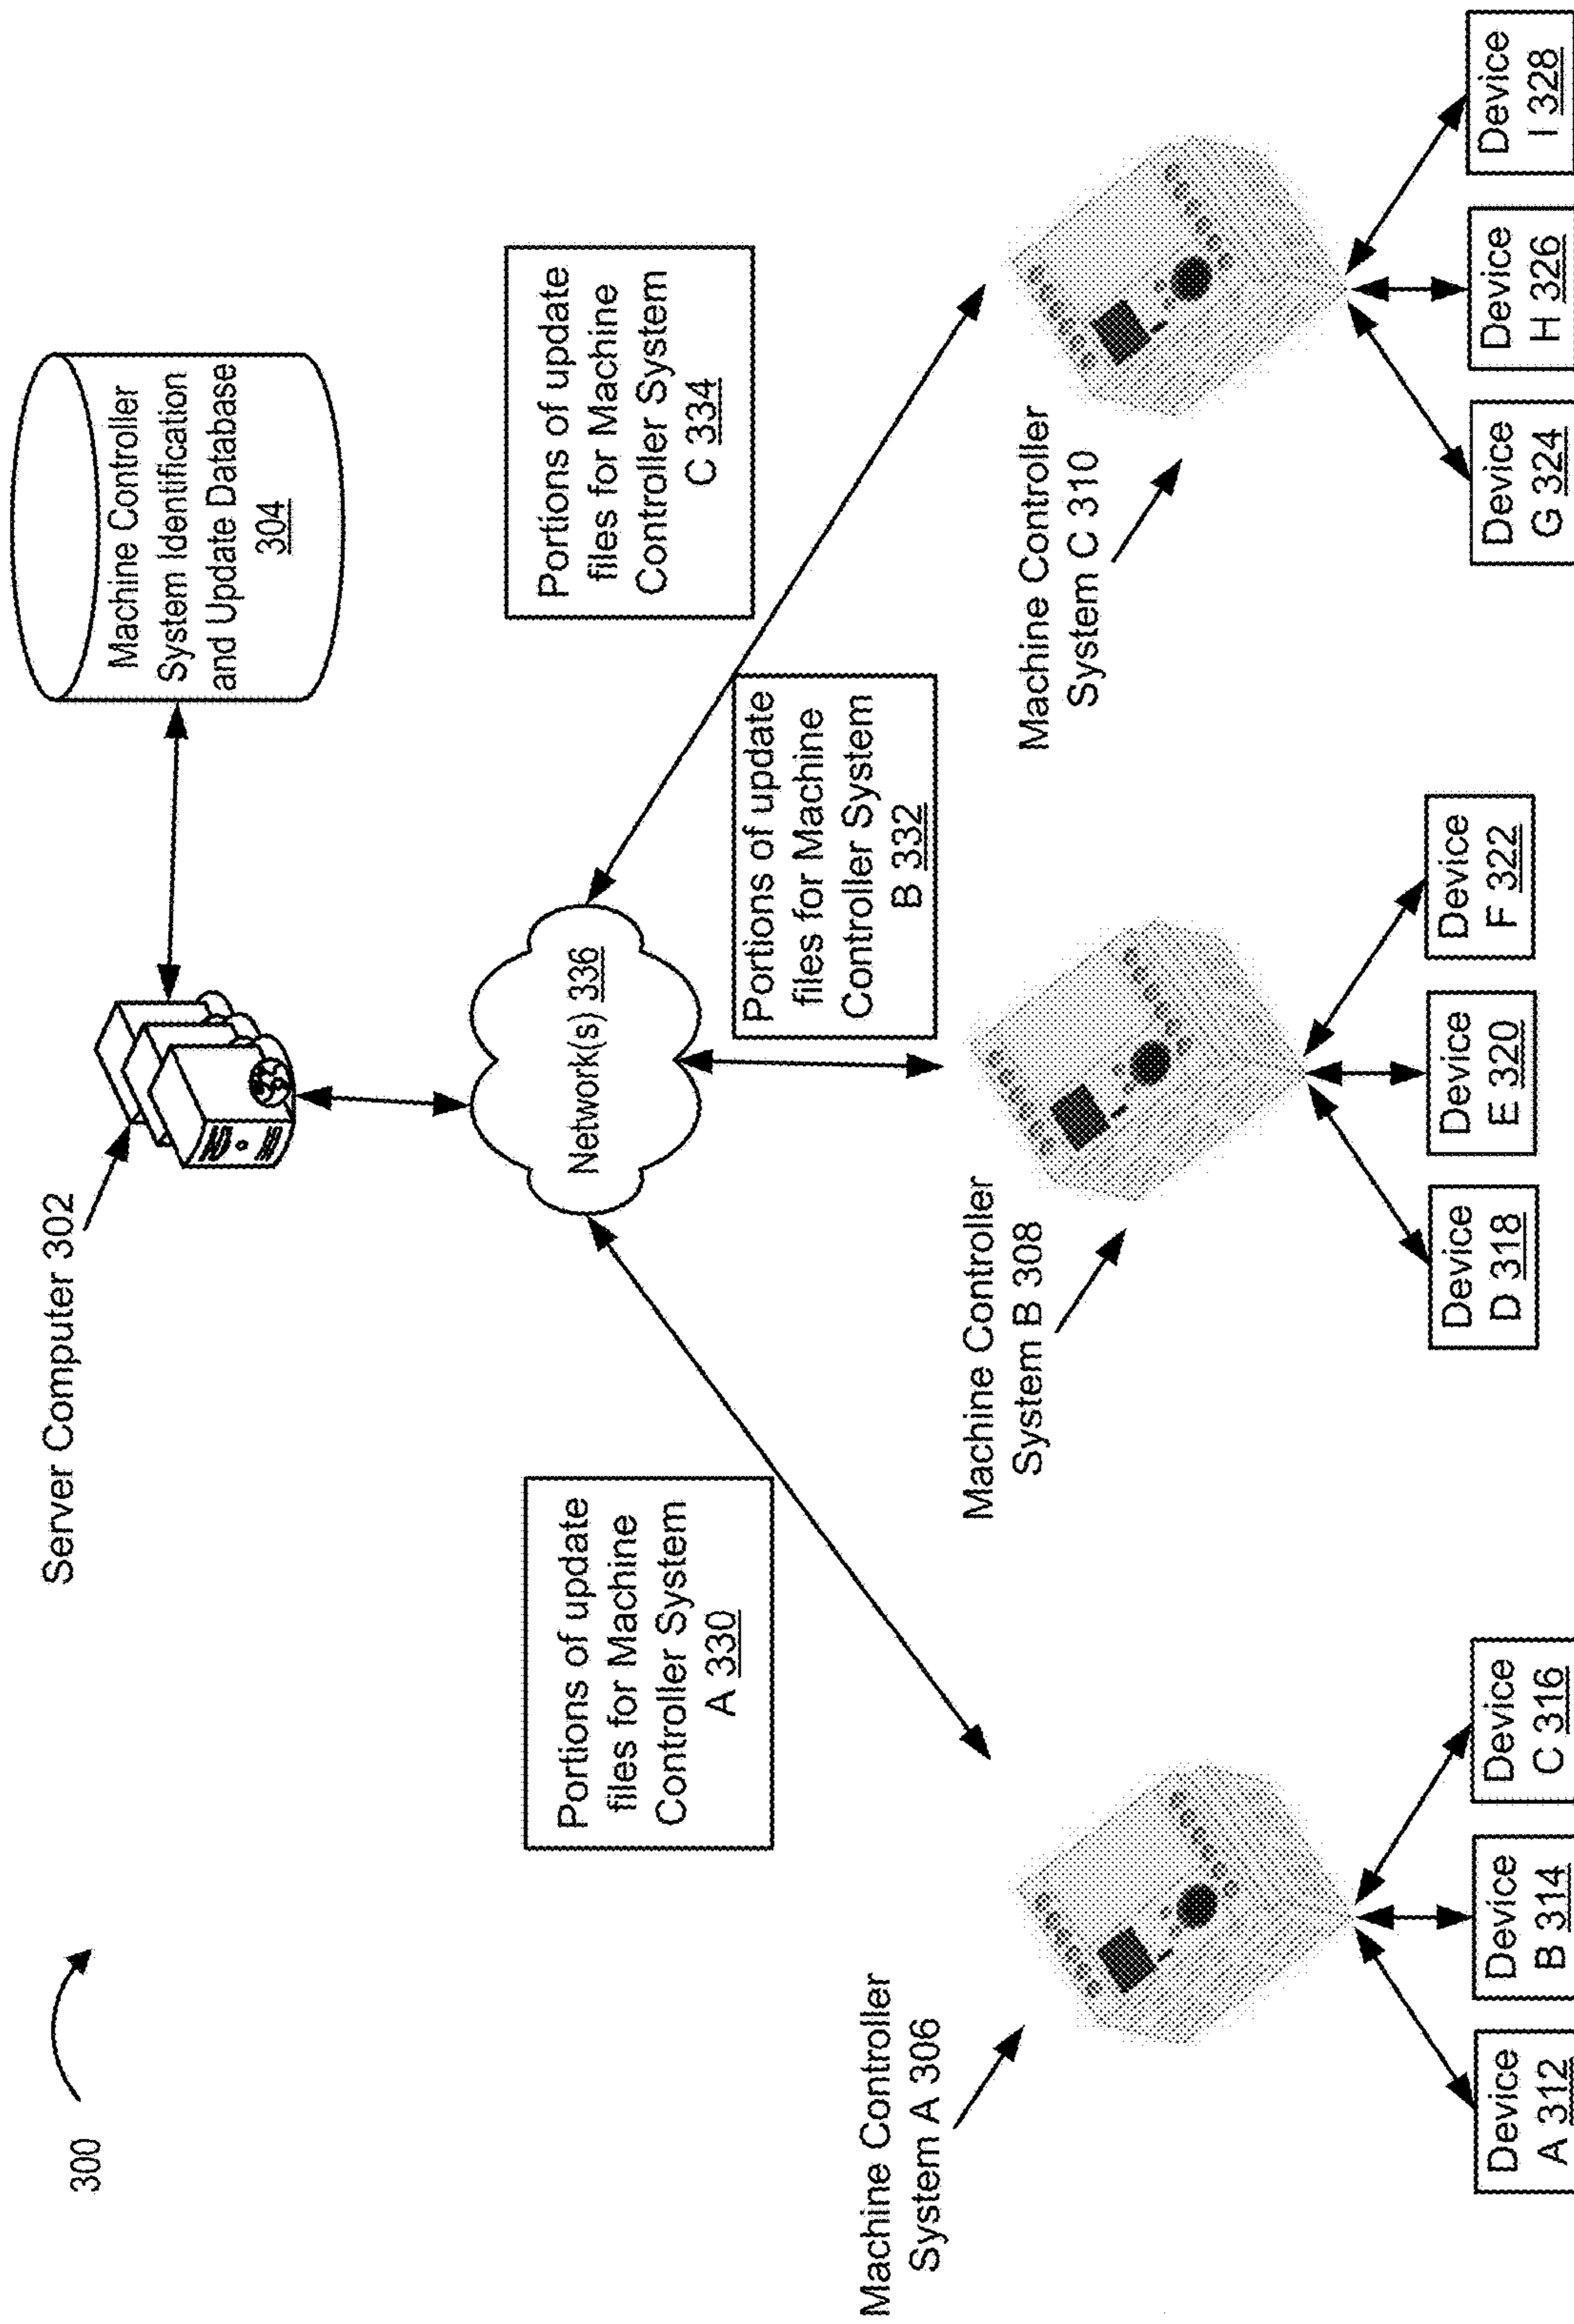 300
Server Computer 302
Machine Controller
System Identification
and Update Database
304
Network(s) 336
Portions of update
files for Machine
Controller System
A 330
Portions of update
files for Machine
Controller System
B 332
Portions of update
files for Machine
Controller System
C 334
Machine Controller
System A 306
Machine Controller
System B 308
Machine Controller
System C 310
Device
A 312
Device
B 314
Device
C 316
Device
D 318
Device
E 320
Device
F 322
Device
G 324
Device
H 326
Device
I 328